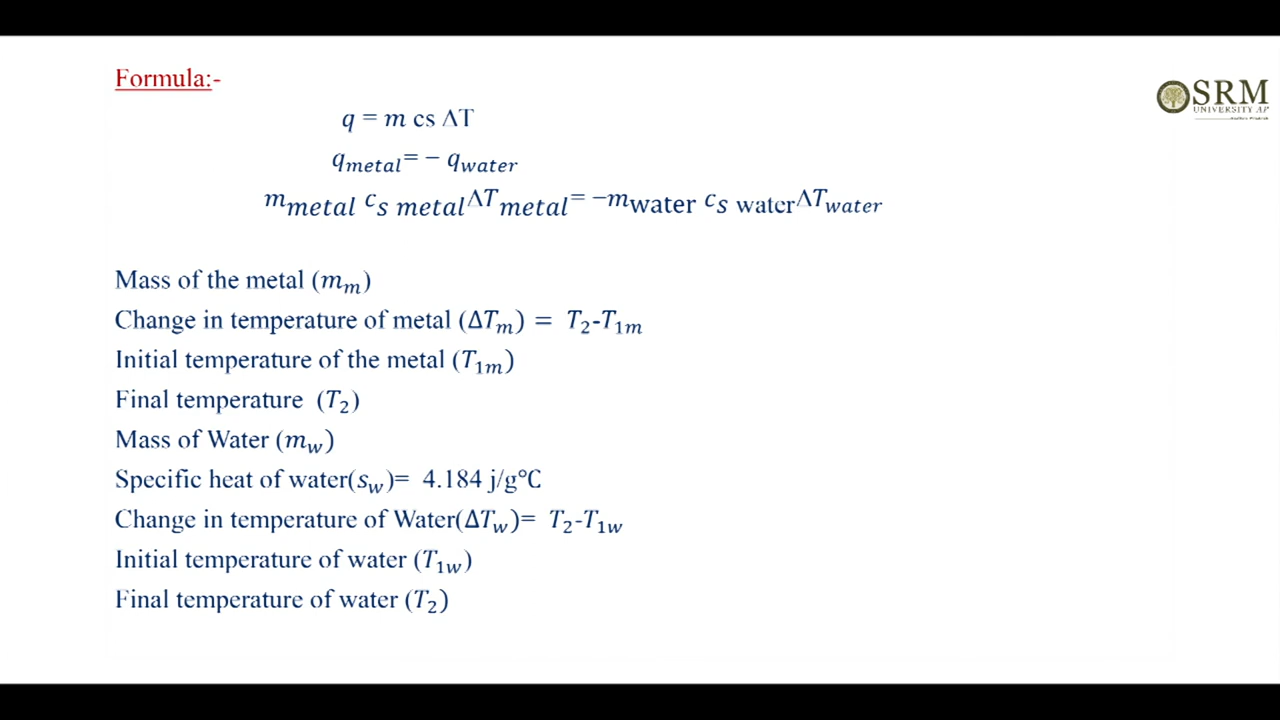 Formula:-
SRM
UNIVERSITY AP
q = m cs ΔT
q_metal = − q_water
m_metal c_s metal ΔT_metal = −m_water c_s water ΔT_water
Mass of the metal (m_m)
Change in temperature of metal (ΔT_m) = T_2-T_1m
Initial temperature of the metal (T_1m)
Final temperature (T_2)
Mass of Water (m_w)
Specific heat of water(s_w)= 4.184 j/g°C
Change in temperature of Water(ΔT_w)= T_2-T_1w
Initial temperature of water (T_1w)
Final temperature of water (T_2)